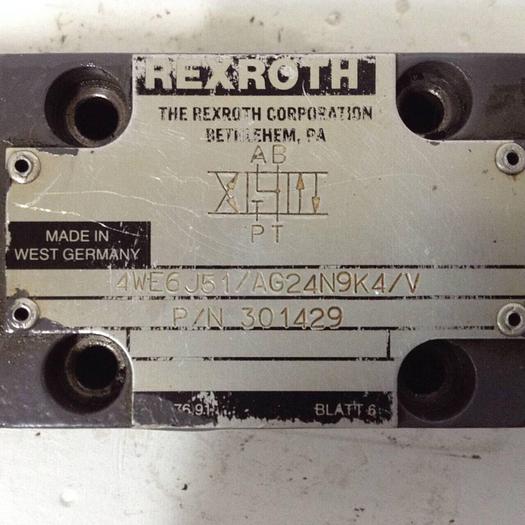 REXROTH
THE REXROTH CORPORATION
BETHLEHEM, PA
AB
PT
MADE IN
WEST GERMANY
4WE6J51/AG24N9K4/V
P/N 301429
BLATT 6